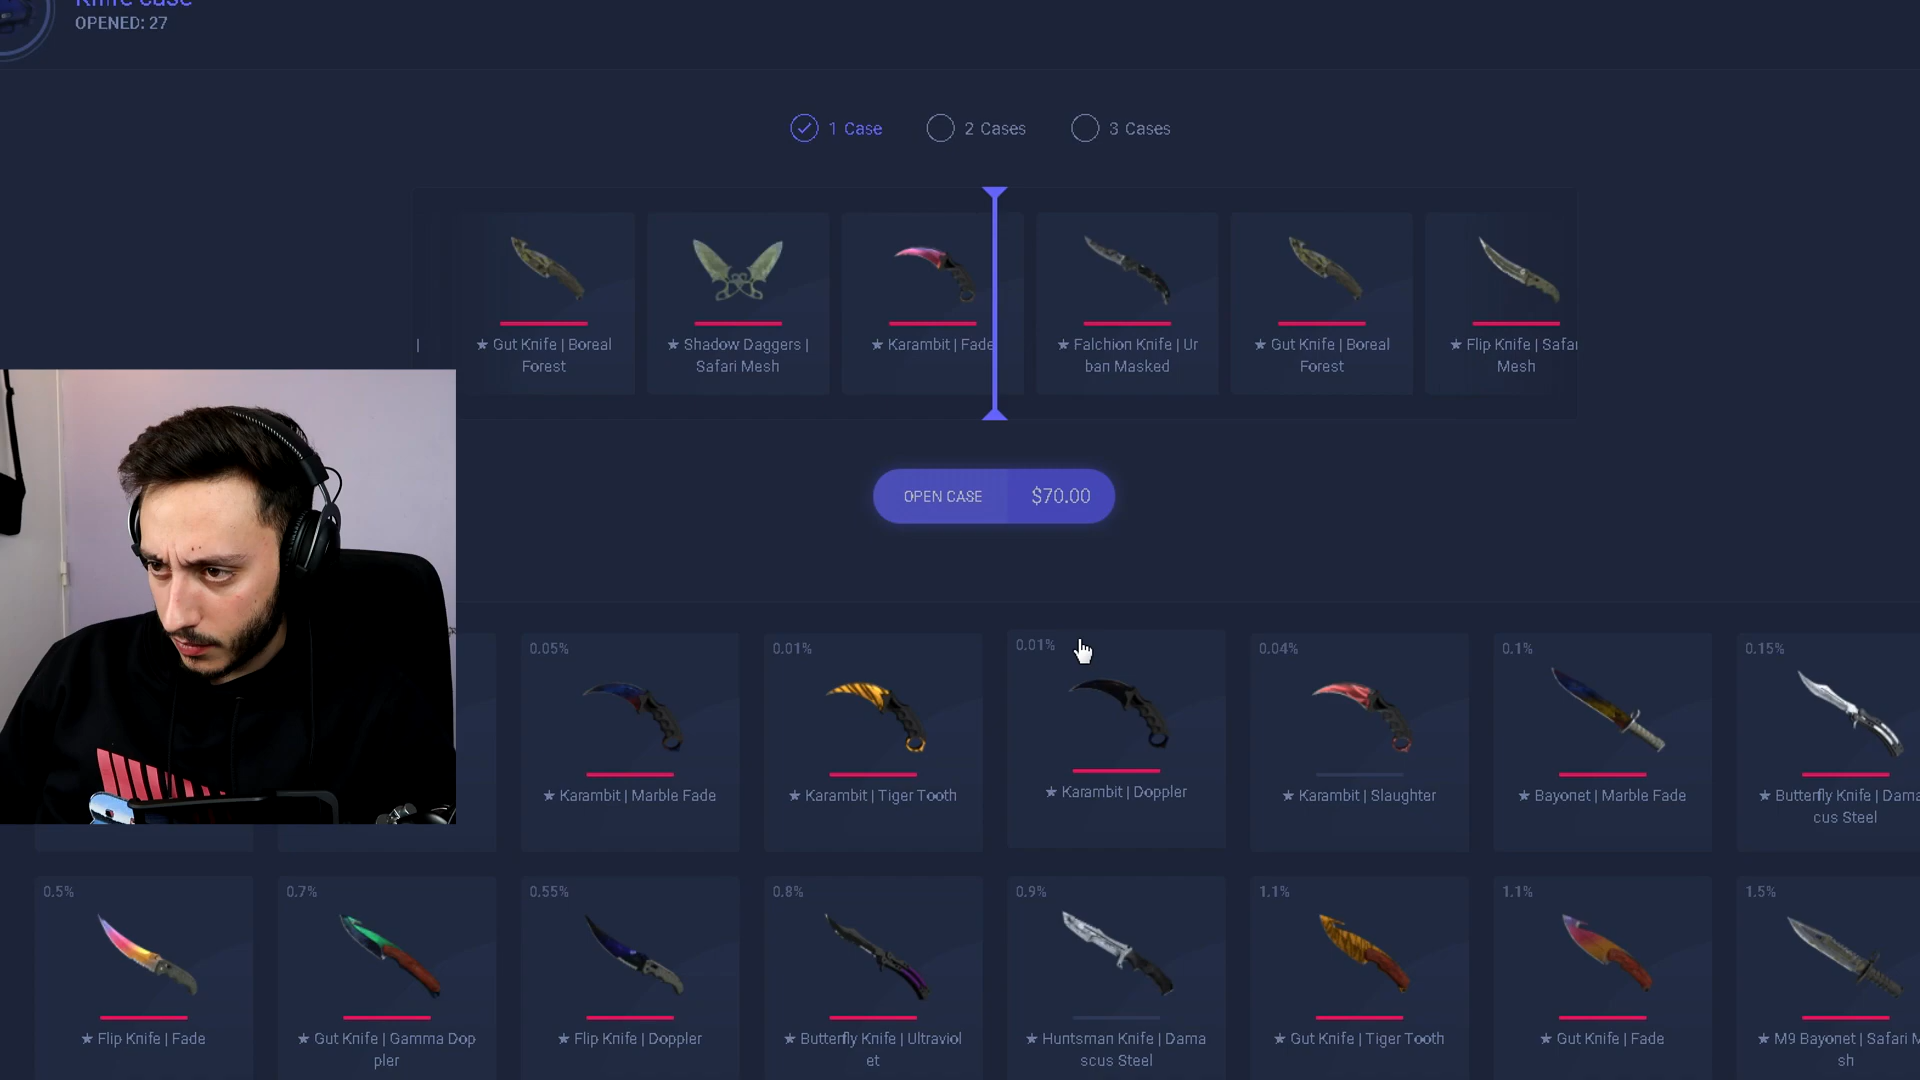 Knife case
OPENED: 27
1 Case
2 Cases
3 Cases
|
★ Gut Knife | Boreal
Forest
★ Shadow Daggers |
Safari Mesh
★ Karambit | Fade
★ Falchion Knife | Ur
ban Masked
★ Gut Knife | Boreal
Forest
★ Flip Knife | Safar
Mesh
OPEN CASE $70.00
0.05%
★ Karambit | Marble Fade
0.01%
★ Karambit | Tiger Tooth
0.01%
★ Karambit | Doppler
0.04%
★ Karambit | Slaughter
0.1%
★ Bayonet | Marble Fade
0.15%
★ Butterfly Knife | Dama
cus Steel
0.5%
★ Flip Knife | Fade
0.7%
★ Gut Knife | Gamma Dop
pler
0.55%
★ Flip Knife | Doppler
0.8%
★ Butterfly Knife | Ultraviol
et
0.9%
★ Huntsman Knife | Dama
scus Steel
1.1%
★ Gut Knife | Tiger Tooth
1.1%
★ Gut Knife | Fade
1.5%
★ M9 Bayonet | Safari M
sh